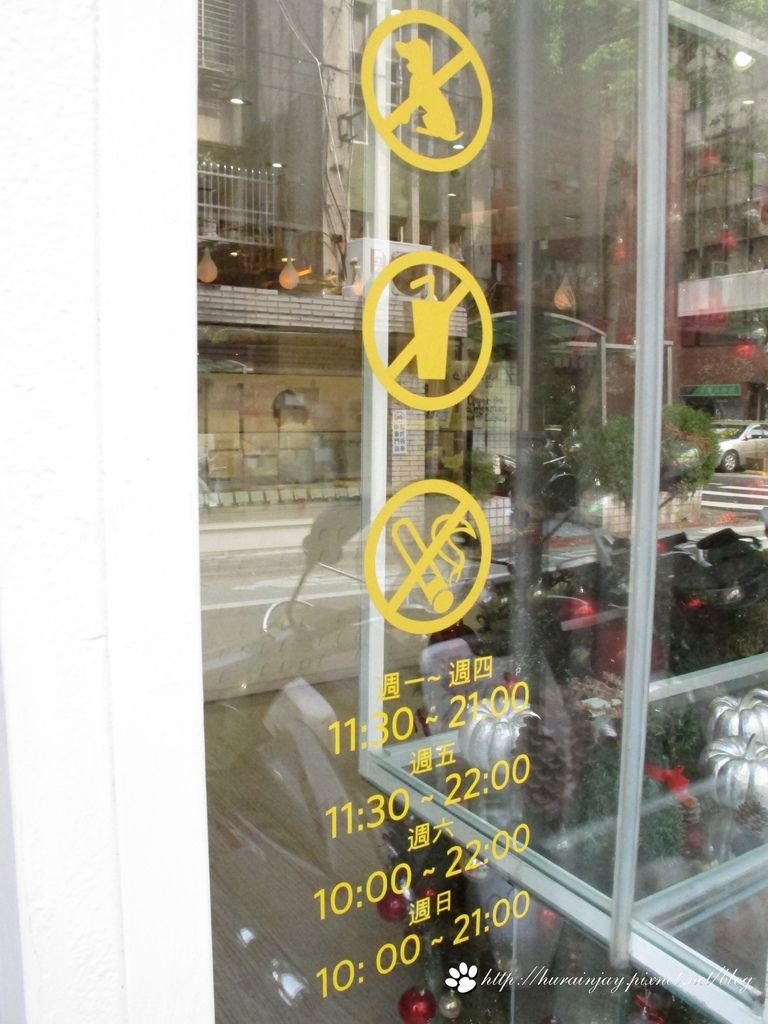 週一~週四
11:30 ~ 21:00
週五
11:30 ~ 22:00
週六
10:00 ~ 22:00
週日
10:00 ~ 21:00
http://hurainjay.pixnet.net/blog